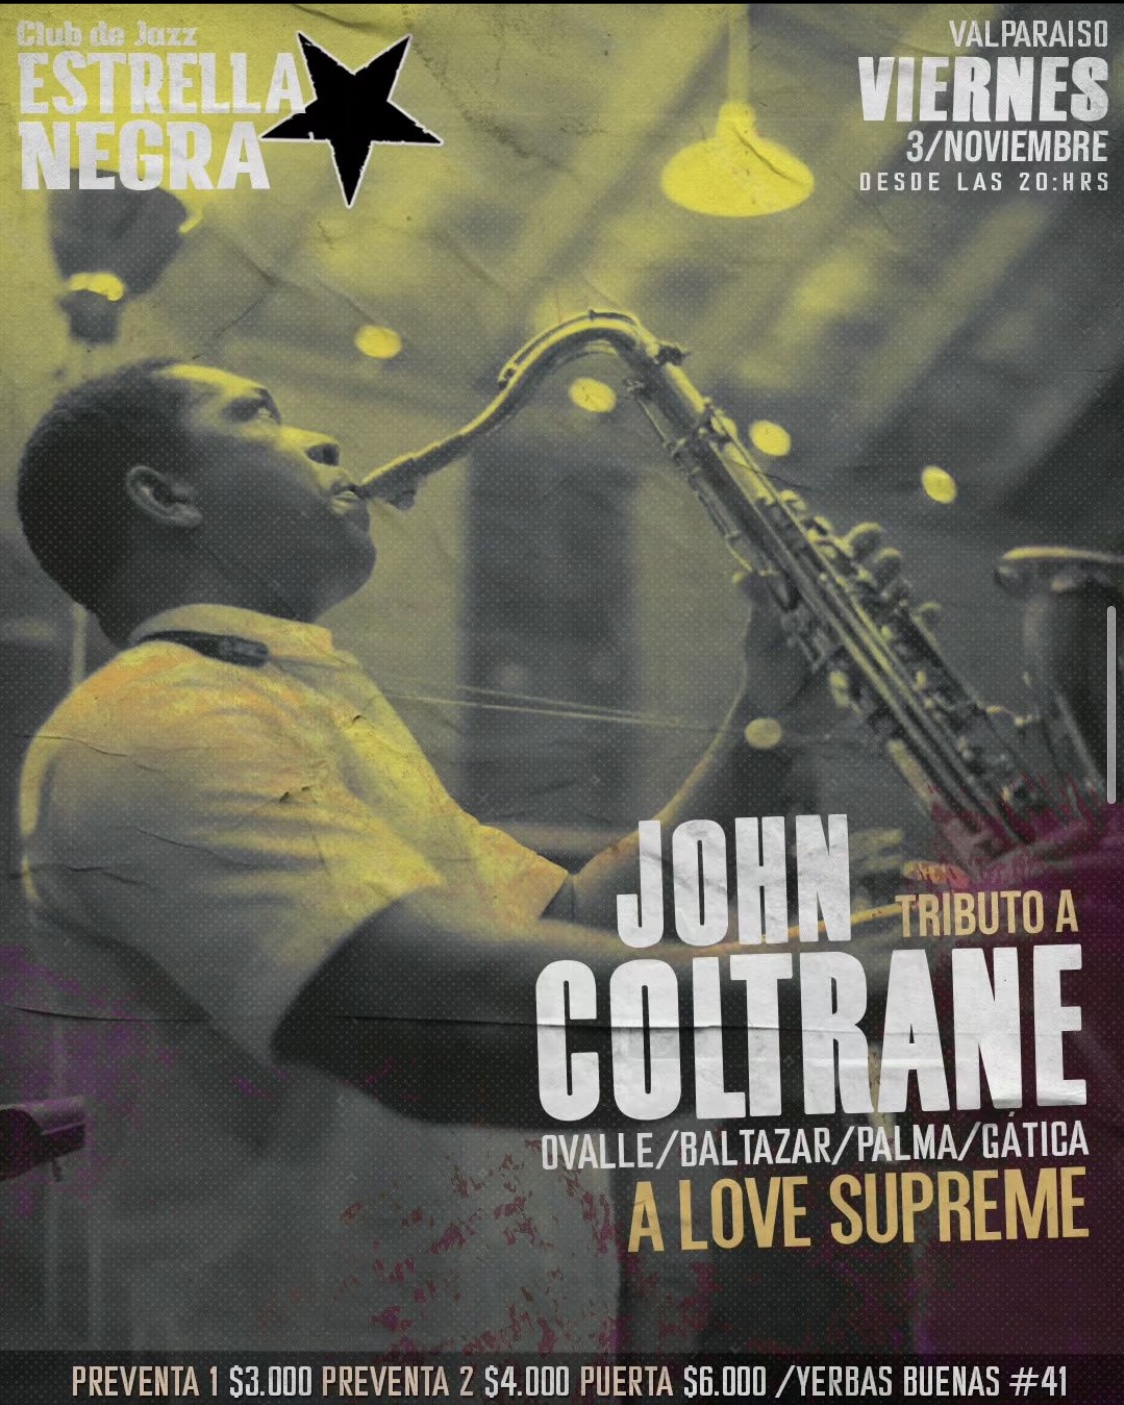 Club de Jazz
ESTRELLA
NEGRA
VALPARAISO
VIERNES
3/NOVIEMBRE
DESDE LAS 20:HRS
JOHN
TRIBUTO A
COLTRANE
OVALLE/BALTAZAR/PALMA/GÁTICA
A LOVE SUPREME
PREVENTA 1 $3.000 PREVENTA 2 $4.000 PUERTA $6.000 /YERBAS BUENAS #41